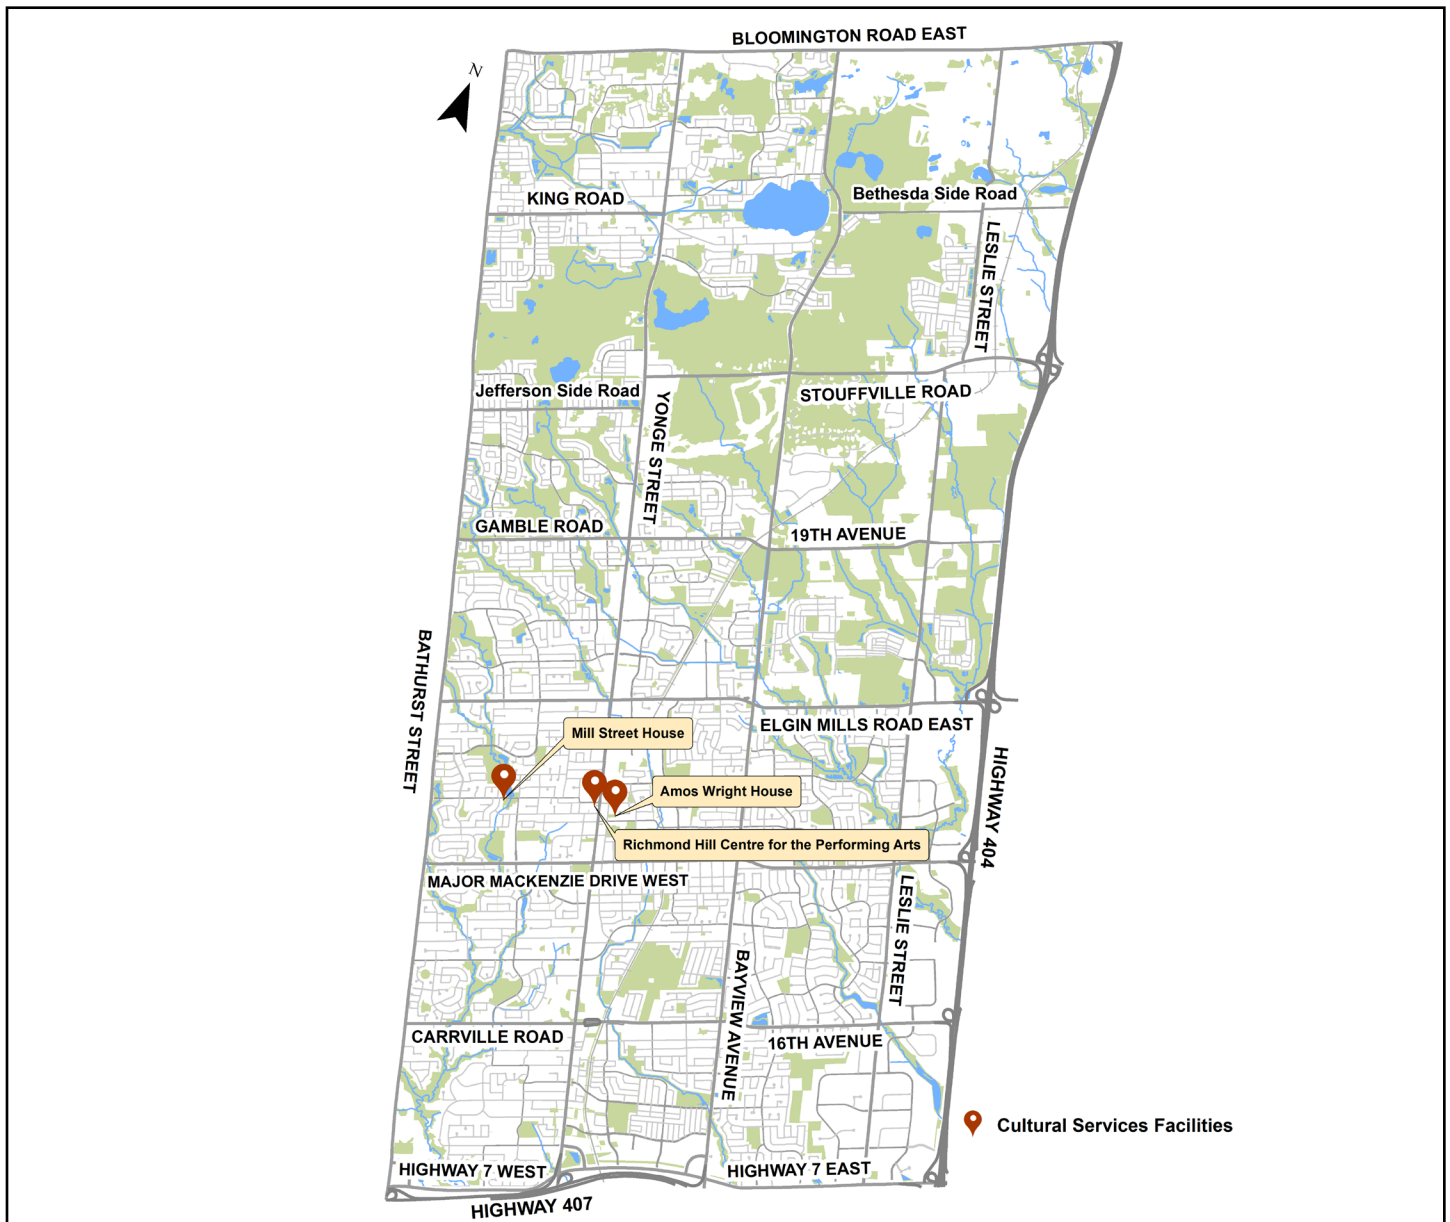 BLOOMINGTON ROAD EAST
N
KING ROAD
Bethesda Side Road
LESLIE STREET
Jefferson Side Road
STOUFFVILLE ROAD
YONGE STREET
GAMBLE ROAD
19TH AVENUE
BATHURST STREET
ELGIN MILLS ROAD EAST
Mill Street House
HIGHWAY 404
Amos Wright House
Richmond Hill Centre for the Performing Arts
MAJOR MACKENZIE DRIVE WEST
LESLIE STREET
BAYVIEW AVENUE
CARRVILLE ROAD
16TH AVENUE
Cultural Services Facilities
HIGHWAY 7 WEST
HIGHWAY 7 EAST
HIGHWAY 407